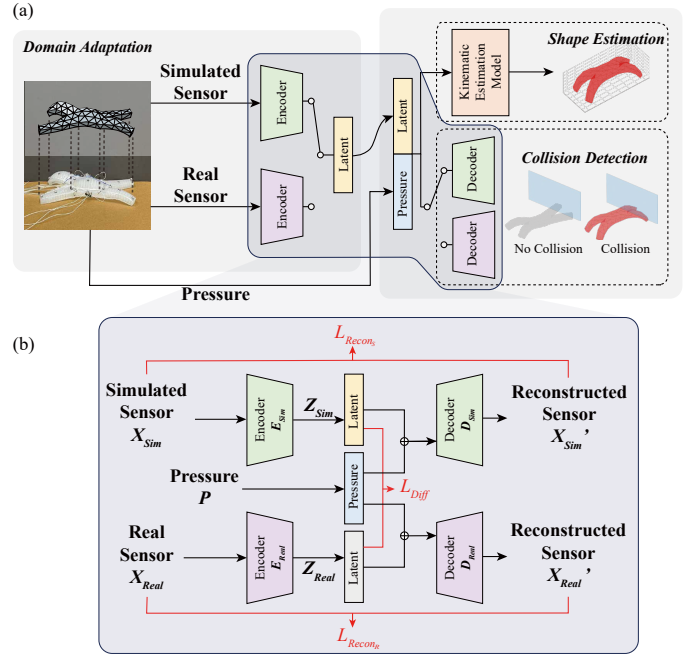 (a)
Domain Adaptation
Simulated
Sensor
Real
Sensor
Pressure
Encoder
Encoder
Latent
Latent
Pressure
Kinematic
Estimation
Model
Shape Estimation
Decoder
Decoder
Collision Detection
No Collision
Collision
(b)
L_Recon_S
Simulated
Sensor
X_Sim
Encoder
E_Sim
Z_Sim
Latent
Decoder
D_Sim
Reconstructed
Sensor
X_Sim'
Pressure
P
Pressure
L_Diff
Real
Sensor
X_Real
Encoder
E_Real
Z_Real
Latent
Decoder
D_Real
Reconstructed
Sensor
X_Real'
L_Recon_R